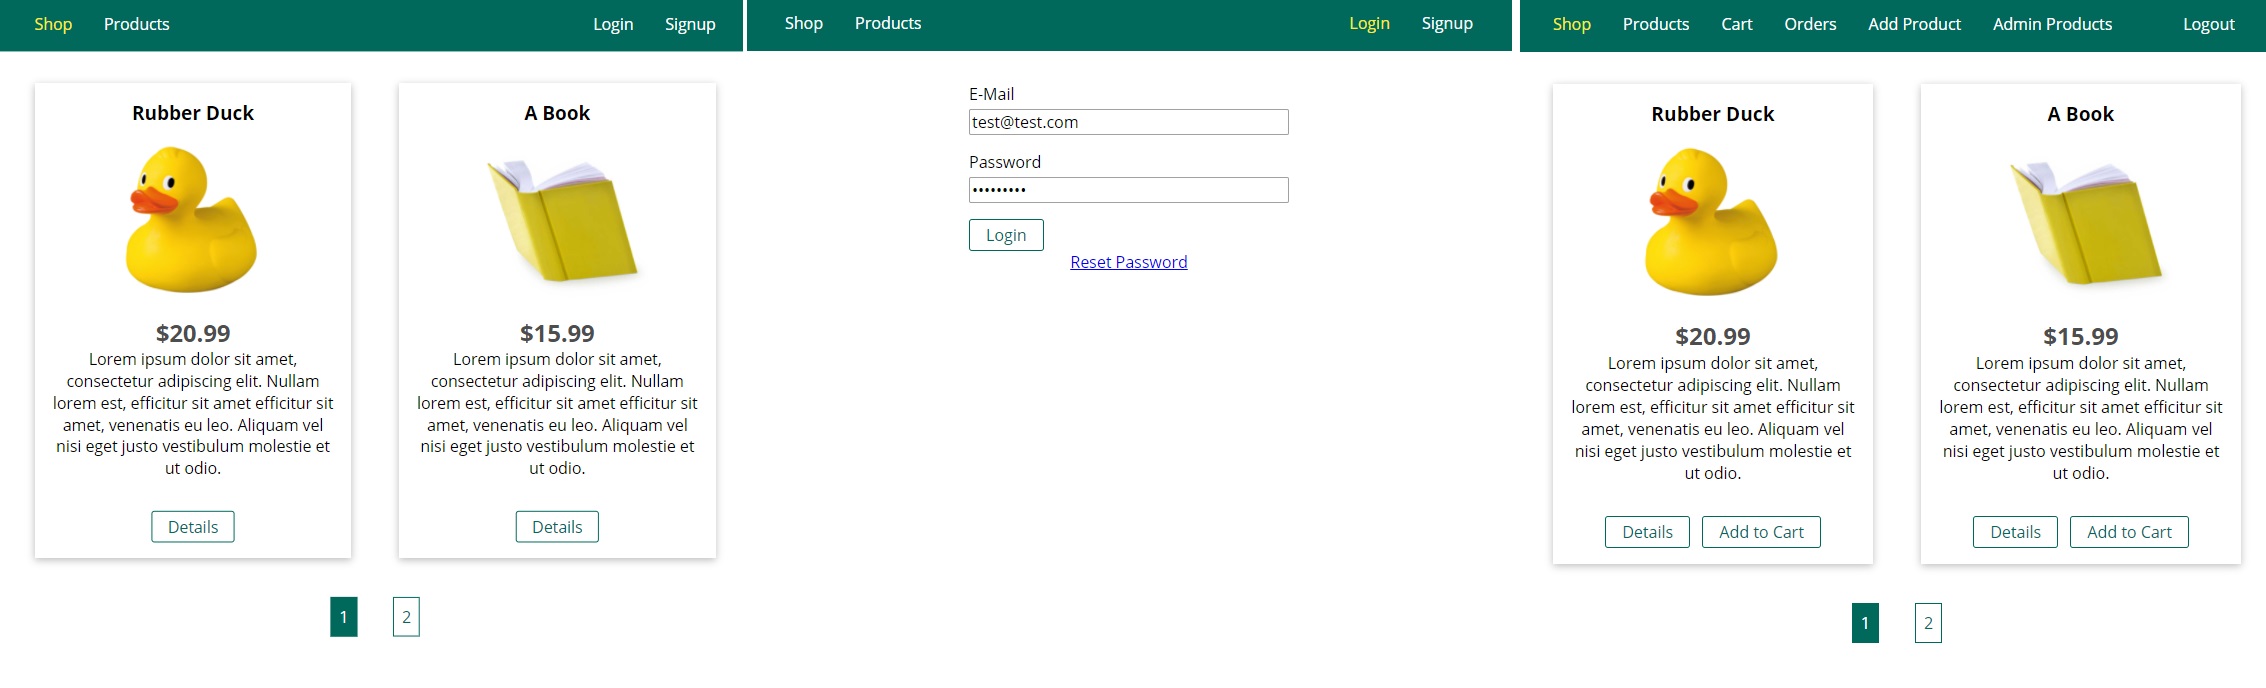 Shop Products Login Signup
Rubber Duck
$20.99
Lorem ipsum dolor sit amet,
consectetur adipiscing elit. Nullam
lorem est, efficitur sit amet efficitur sit
amet, venenatis eu leo. Aliquam vel
nisi eget justo vestibulum molestie et
ut odio.
Details
A Book
$15.99
Lorem ipsum dolor sit amet,
consectetur adipiscing elit. Nullam
lorem est, efficitur sit amet efficitur sit
amet, venenatis eu leo. Aliquam vel
nisi eget justo vestibulum molestie et
ut odio.
Details
1 2
Shop Products Login Signup
E-Mail
test@test.com
Password
•••••••••
Login
Reset Password
Shop Products Cart Orders Add Product Admin Products Logout
Rubber Duck
$20.99
Lorem ipsum dolor sit amet,
consectetur adipiscing elit. Nullam
lorem est, efficitur sit amet efficitur sit
amet, venenatis eu leo. Aliquam vel
nisi eget justo vestibulum molestie et
ut odio.
Details Add to Cart
A Book
$15.99
Lorem ipsum dolor sit amet,
consectetur adipiscing elit. Nullam
lorem est, efficitur sit amet efficitur sit
amet, venenatis eu leo. Aliquam vel
nisi eget justo vestibulum molestie et
ut odio.
Details Add to Cart
1 2